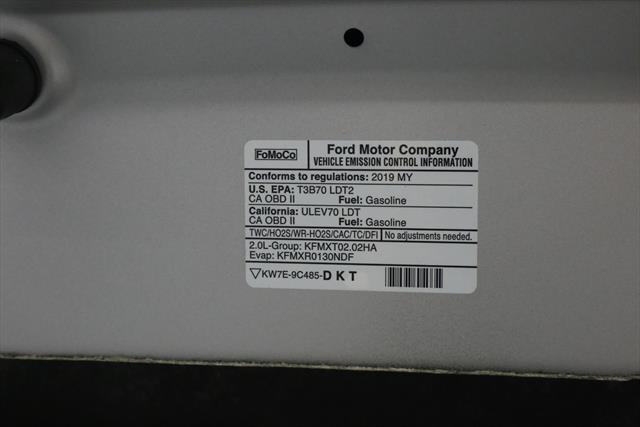 FoMoCo
Ford Motor Company
VEHICLE EMISSION CONTROL INFORMATION
Conforms to regulations: 2019 MY
U.S. EPA: T3B70 LDT2
CA OBD II Fuel: Gasoline
California: ULEV70 LDT
CA OBD II Fuel: Gasoline
TWC/HO2S/WR-HO2S/CAC/TC/DFI No adjustments needed.
2.0L-Group: KFMXT02.02HA
Evap: KFMXR0130NDF
KW7E-9C485-D K T